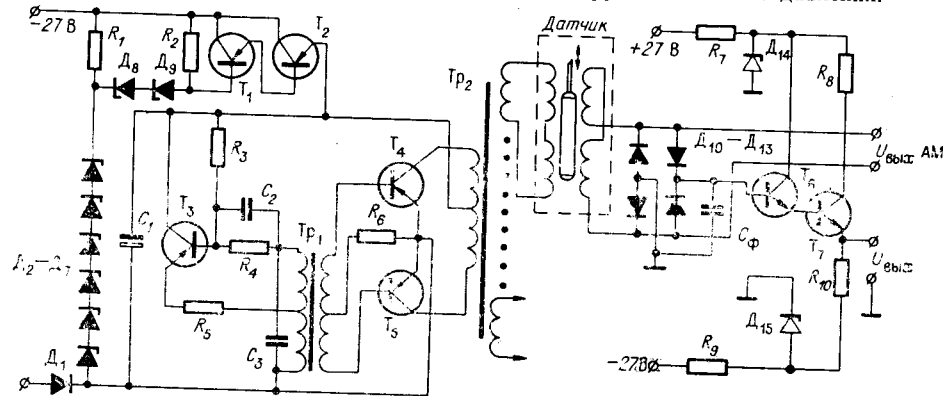 −27 В
R1
R2
T2
Д8
Д9
T1
Датчик
+27 В
R7
Д14
R8
Тр2
R3
T4
Д10—Д13
Uвых АМ
C2
T3
R6
T6
C1
Тр1
R4
Cф
T7
Д2—Д7
Uвых
R10
R5
T5
C3
Д15
Д1
−27В
R9